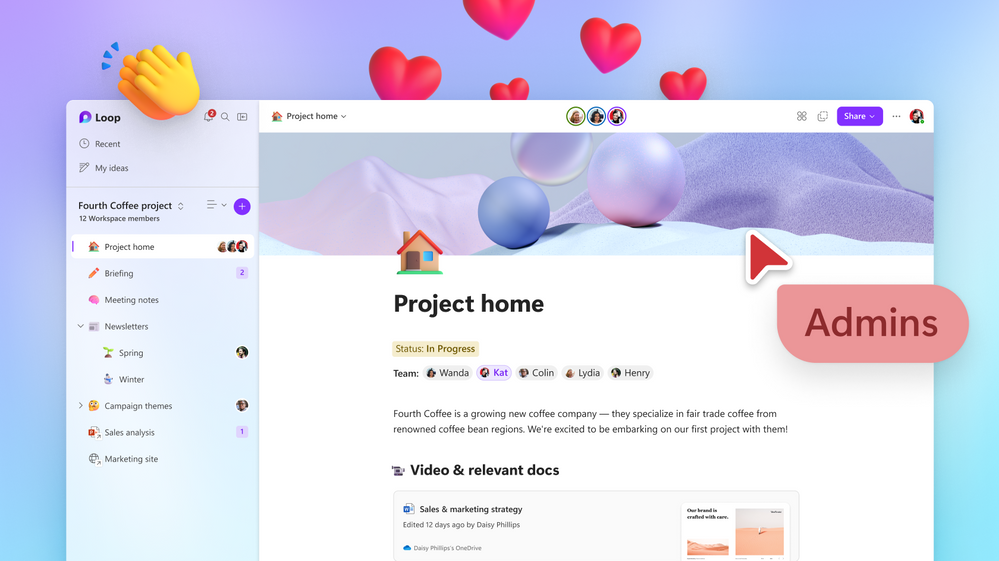 Loop
2
Recent
My ideas
Fourth Coffee project
12 Workspace members
Project home
Briefing
2
Meeting notes
Newsletters
Spring
Winter
Campaign themes
Sales analysis
1
Marketing site
Project home
Share
Admins
Project home
Status: In Progress
Team: Wanda Kat Colin Lydia Henry
Fourth Coffee is a growing new coffee company — they specialize in fair trade coffee from
renowned coffee bean regions. We're excited to be embarking on our first project with them!
Video & relevant docs
Sales & marketing strategy
Edited 12 days ago by Daisy Phillips
Daisy Phillips's OneDrive
Our brand is
crafted with care.